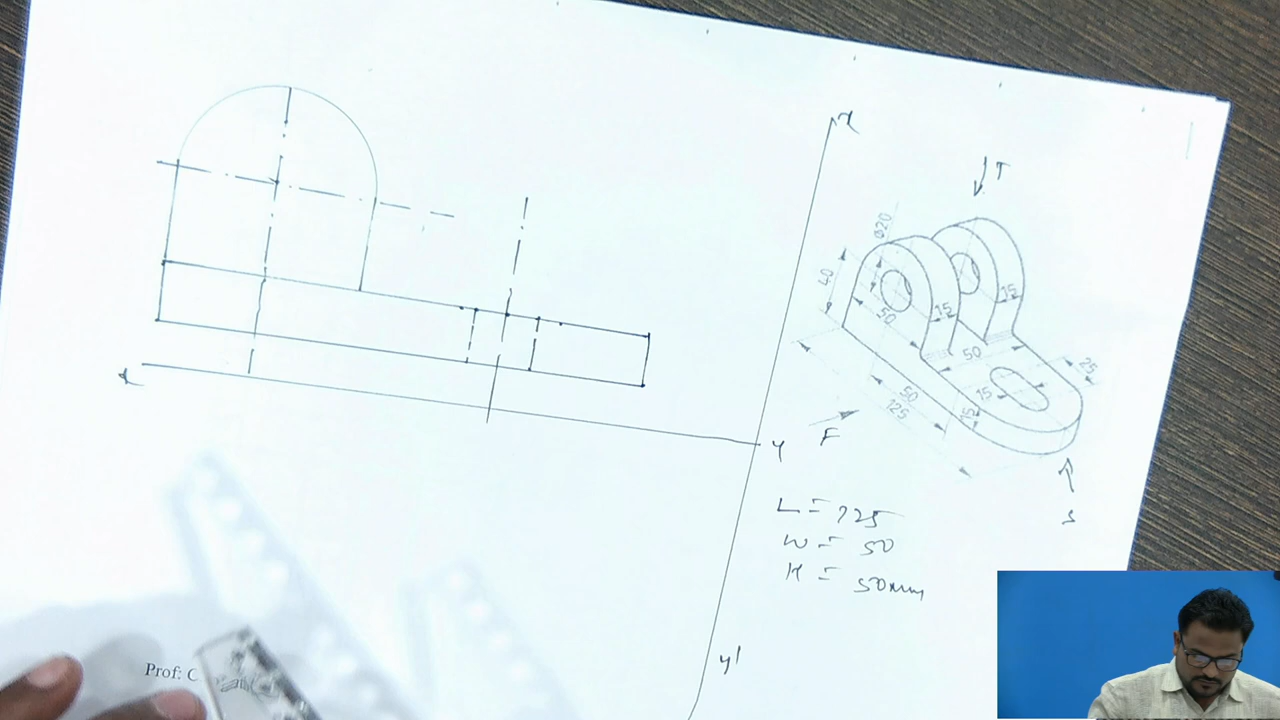 x
T
Ø20
40
15
15
50
50
25
15
50
125
15
F
x
y
L = 125
W = 50
H = 50mm
y'
Prof: C